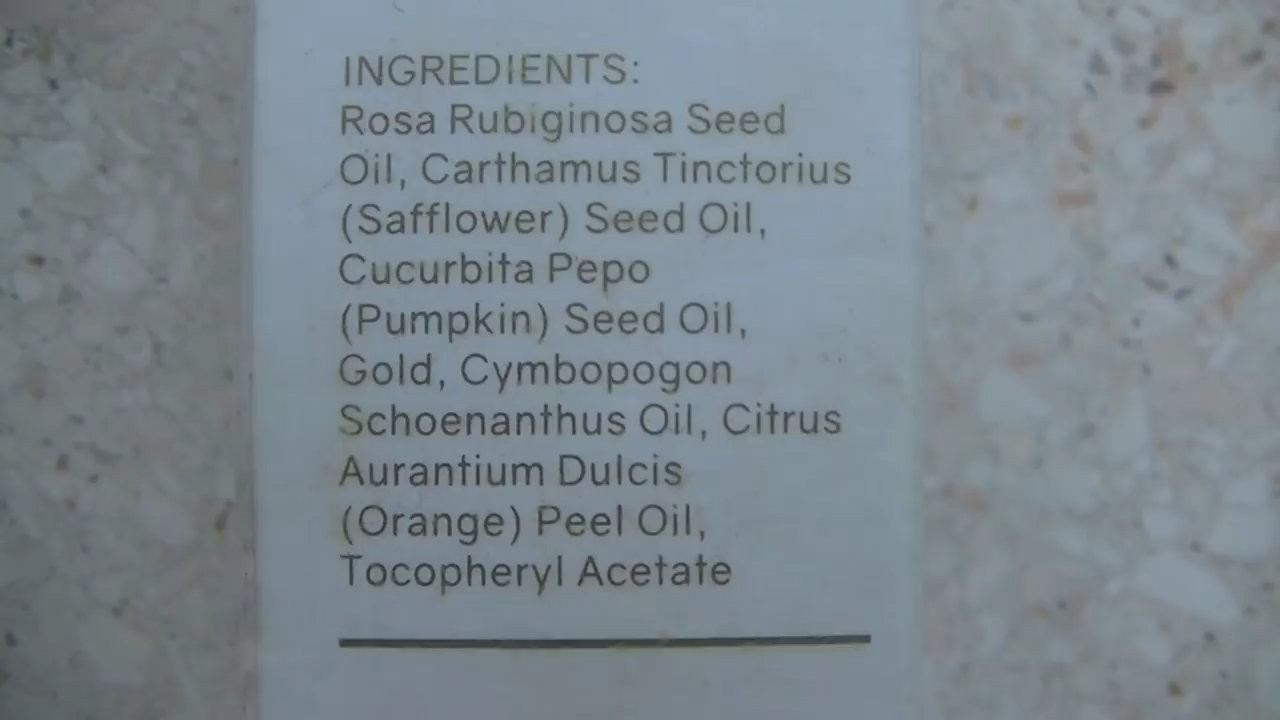 INGREDIENTS:
Rosa Rubiginosa Seed
Oil, Carthamus Tinctorius
(Safflower) Seed Oil,
Cucurbita Pepo
(Pumpkin) Seed Oil,
Gold, Cymbopogon
Schoenanthus Oil, Citrus
Aurantium Dulcis
(Orange) Peel Oil,
Tocopheryl Acetate